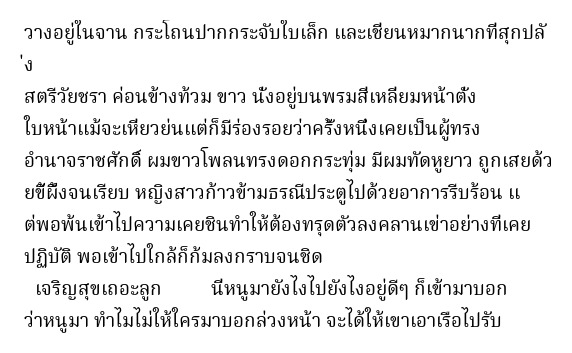 วางอยู่ในจาน กระโถนปากกระจับใบเล็ก และเชี่ยนหมากนากที่สุกปลั
่ง
สตรีวัยชรา ค่อนข้างท้วม ขาว นั่งอยู่บนพรมสี่เหลี่ยมหน้าตั่ง
ใบหน้าแม้จะเหี่ยวย่นแต่ก็มีร่องรอยว่าครั้งหนึ่งเคยเป็นผู้ทรง
อำนาจราชศักดิ์ ผมขาวโพลนทรงดอกกระทุ่ม มีผมทัดหูยาว ถูกเสยด้ว
ยขี้ผึ้งจนเรียบ หญิงสาวก้าวข้ามธรณีประตูไปด้วยอาการรีบร้อน แ
ต่พอพ้นเข้าไปความเคยชินทำให้ต้องทรุดตัวลงคลานเข่าอย่างที่เคย
ปฏิบัติ พอเข้าไปใกล้ก็ก้มลงกราบจนชิด
เจริญสุขเถอะลูก นี่หนูมายังไงไปยังไงอยู่ดีๆ ก็เข้ามาบอก
ว่าหนูมา ทำไมไม่ให้ใครมาบอกล่วงหน้า จะได้ให้เขาเอาเรือไปรับ